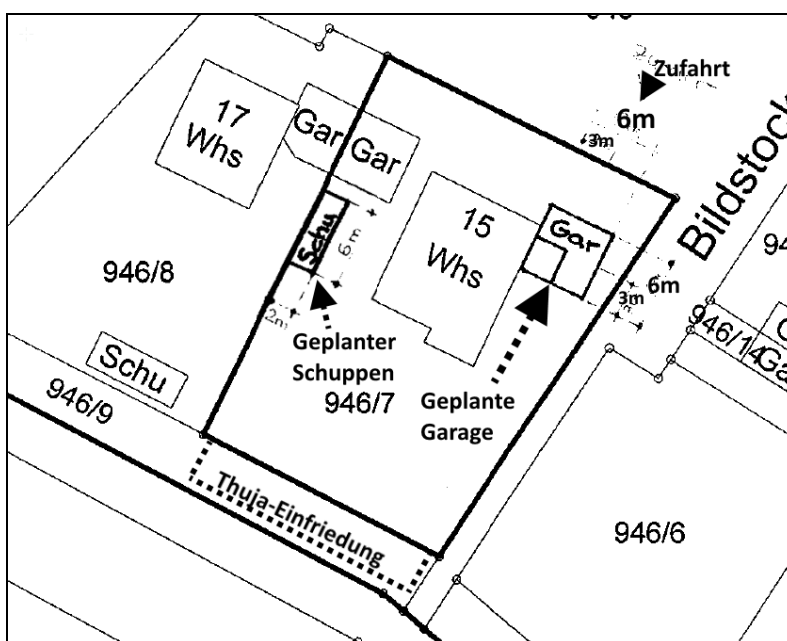 Zufahrt
6m
3m
17
Whs
Gar
Gar
Bildstock
15
Whs
Gar
Schu
6m
6m
3m
946/8
2m
946/14
Geplanter
Schuppen
Schu
946/7
Geplante
Garage
946/9
Thuja-Einfriedung
946/6